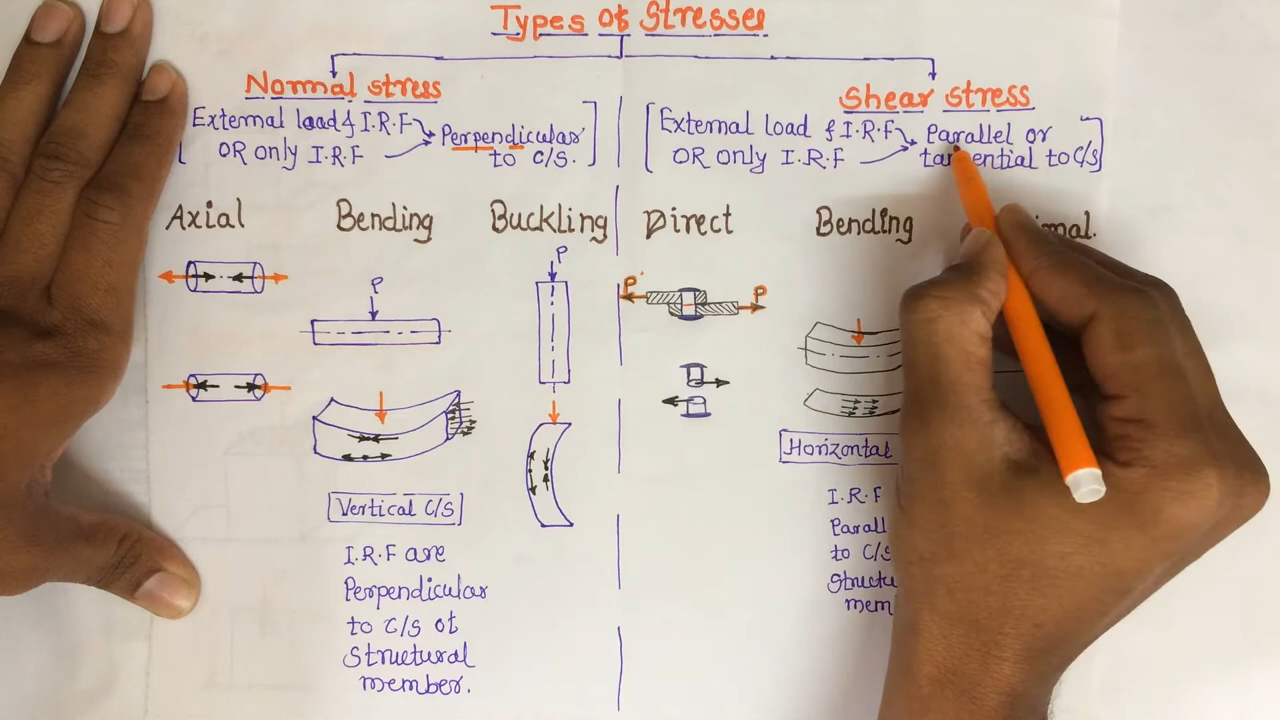 Types of Stresses
Normal stress
External load & I.R.F
OR only I.R.F
Perpendicular
to C/S.
Axial
Bending
Buckling
P
P
Vertical C/S
I.R.F are
Perpendicular
to C/S of
Structural
member.
Shear stress
External load & I.R.F
OR only I.R.F
Parallel or
to C/S
Direct
Bending
P
P
Horizontal
I.R.F
to C/S